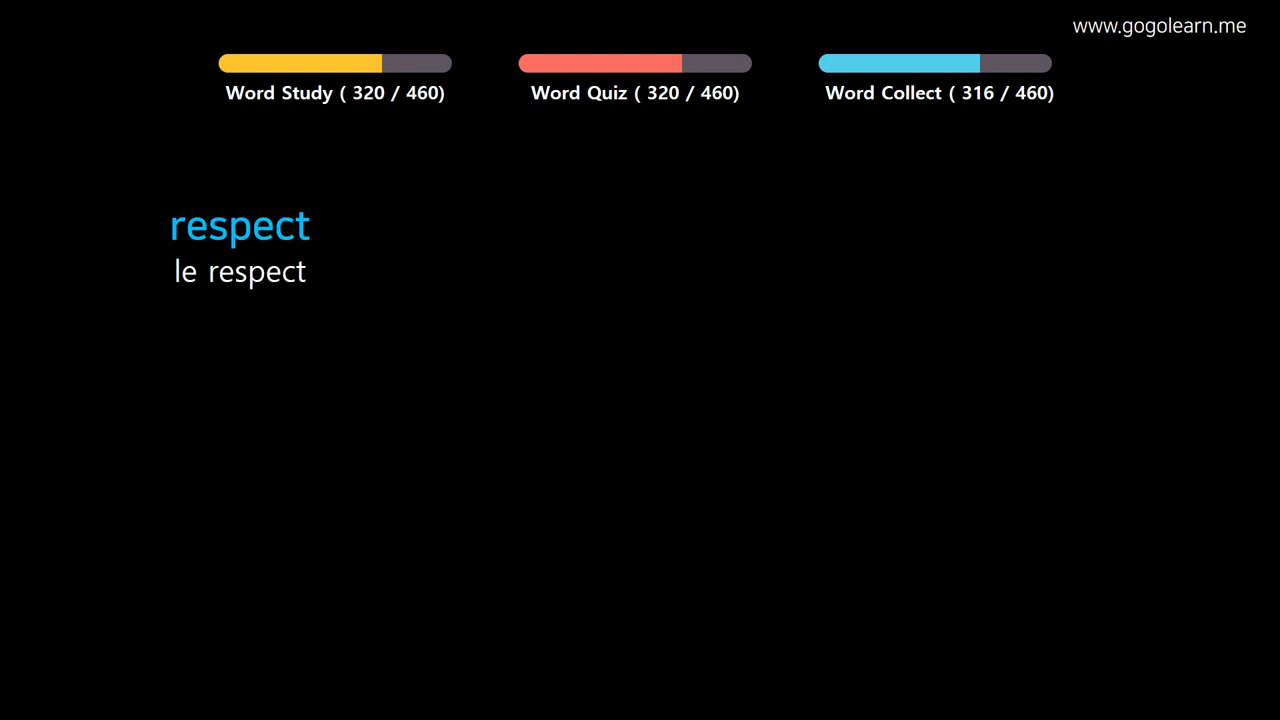 www.gogolearn.me
Word Study ( 320 / 460)
Word Quiz ( 320 / 460)
Word Collect ( 316 / 460)
respect
le respect